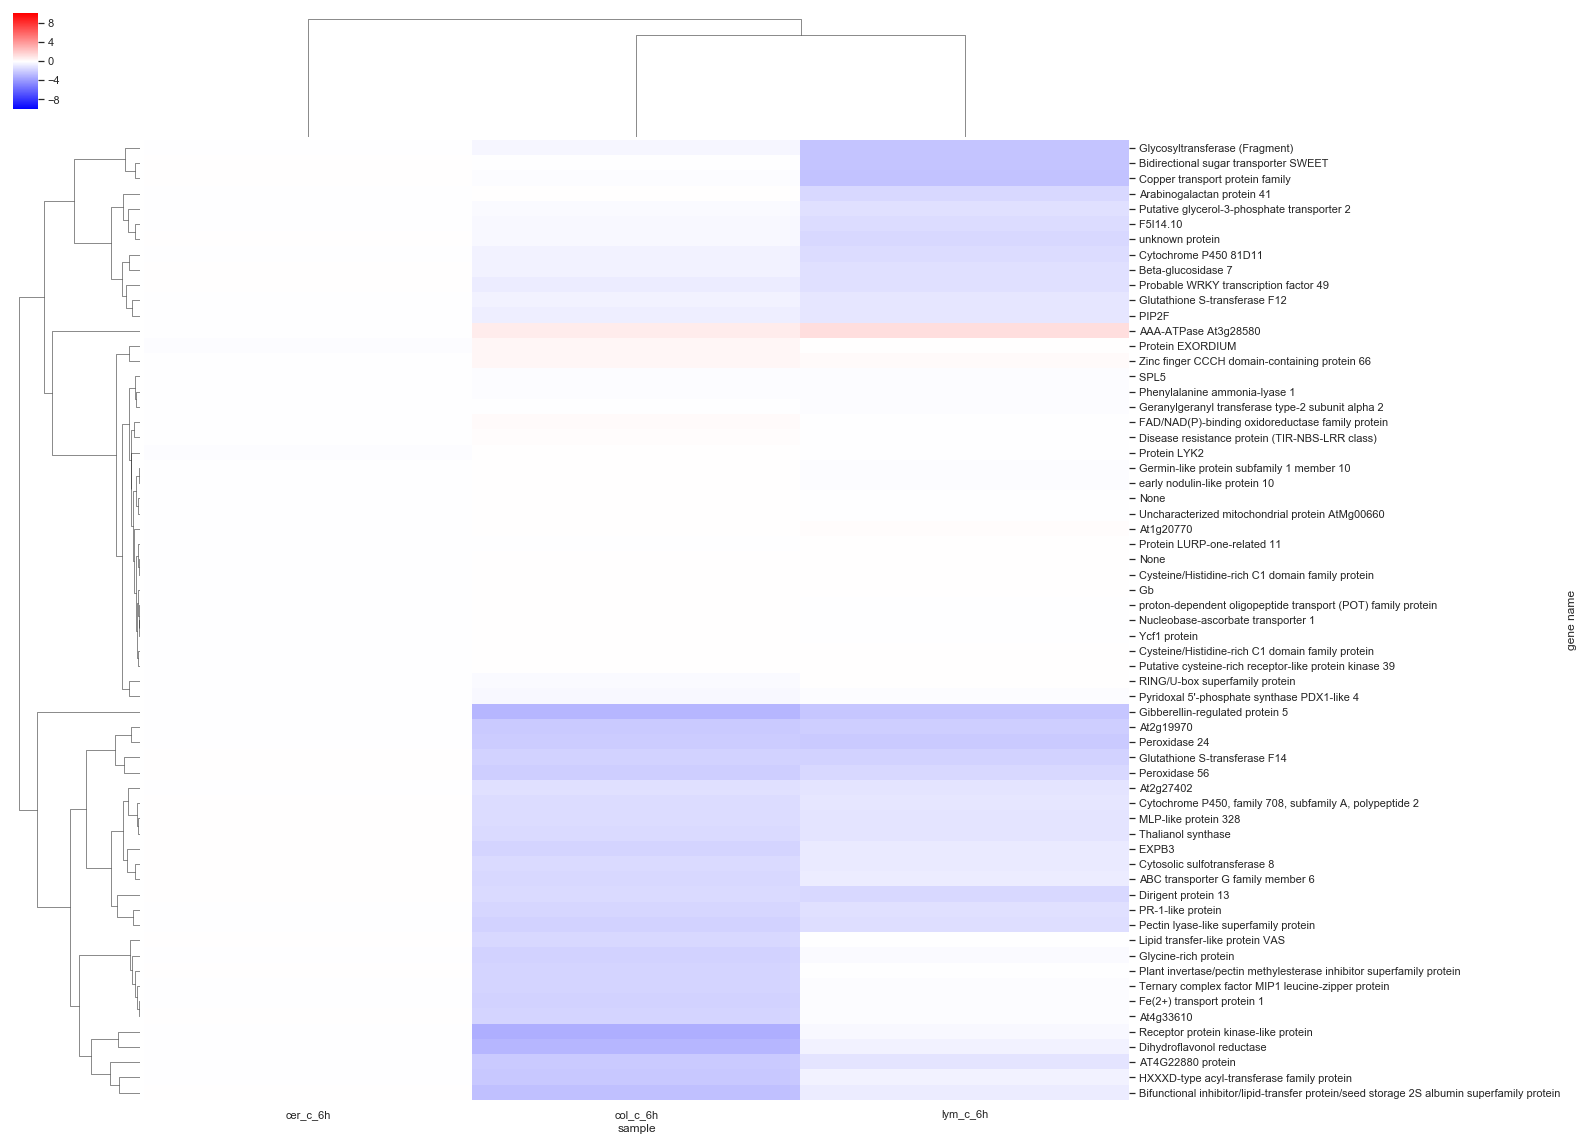 8
4
0
−4
−8
Glycosyltransferase (Fragment)
Bidirectional sugar transporter SWEET
Copper transport protein family
Arabinogalactan protein 41
Putative glycerol-3-phosphate transporter 2
F5I14.10
unknown protein
Cytochrome P450 81D11
Beta-glucosidase 7
Probable WRKY transcription factor 49
Glutathione S-transferase F12
PIP2F
AAA-ATPase At3g28580
Protein EXORDIUM
Zinc finger CCCH domain-containing protein 66
SPL5
Phenylalanine ammonia-lyase 1
Geranylgeranyl transferase type-2 subunit alpha 2
FAD/NAD(P)-binding oxidoreductase family protein
Disease resistance protein (TIR-NBS-LRR class)
Protein LYK2
Germin-like protein subfamily 1 member 10
early nodulin-like protein 10
None
Uncharacterized mitochondrial protein AtMg00660
At1g20770
Protein LURP-one-related 11
None
Cysteine/Histidine-rich C1 domain family protein
Gb
proton-dependent oligopeptide transport (POT) family protein
Nucleobase-ascorbate transporter 1
Ycf1 protein
Cysteine/Histidine-rich C1 domain family protein
Putative cysteine-rich receptor-like protein kinase 39
RING/U-box superfamily protein
Pyridoxal 5'-phosphate synthase PDX1-like 4
Gibberellin-regulated protein 5
At2g19970
Peroxidase 24
Glutathione S-transferase F14
Peroxidase 56
At2g27402
Cytochrome P450, family 708, subfamily A, polypeptide 2
MLP-like protein 328
Thalianol synthase
EXPB3
Cytosolic sulfotransferase 8
ABC transporter G family member 6
Dirigent protein 13
PR-1-like protein
Pectin lyase-like superfamily protein
Lipid transfer-like protein VAS
Glycine-rich protein
Plant invertase/pectin methylesterase inhibitor superfamily protein
Ternary complex factor MIP1 leucine-zipper protein
Fe(2+) transport protein 1
At4g33610
Receptor protein kinase-like protein
Dihydroflavonol reductase
AT4G22880 protein
HXXXD-type acyl-transferase family protein
Bifunctional inhibitor/lipid-transfer protein/seed storage 2S albumin superfamily protein
gene name
cer_c_6h
col_c_6h
lym_c_6h
sample